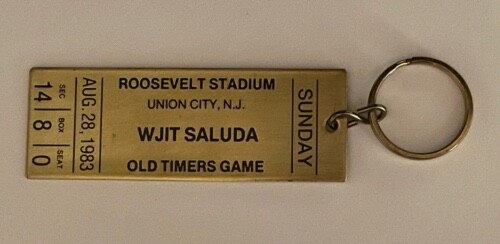 SEC BOX SEAT
14 8 0
AUG. 28, 1983
ROOSEVELT STADIUM
UNION CITY, N.J.
WJIT SALUDA
OLD TIMERS GAME
SUNDAY